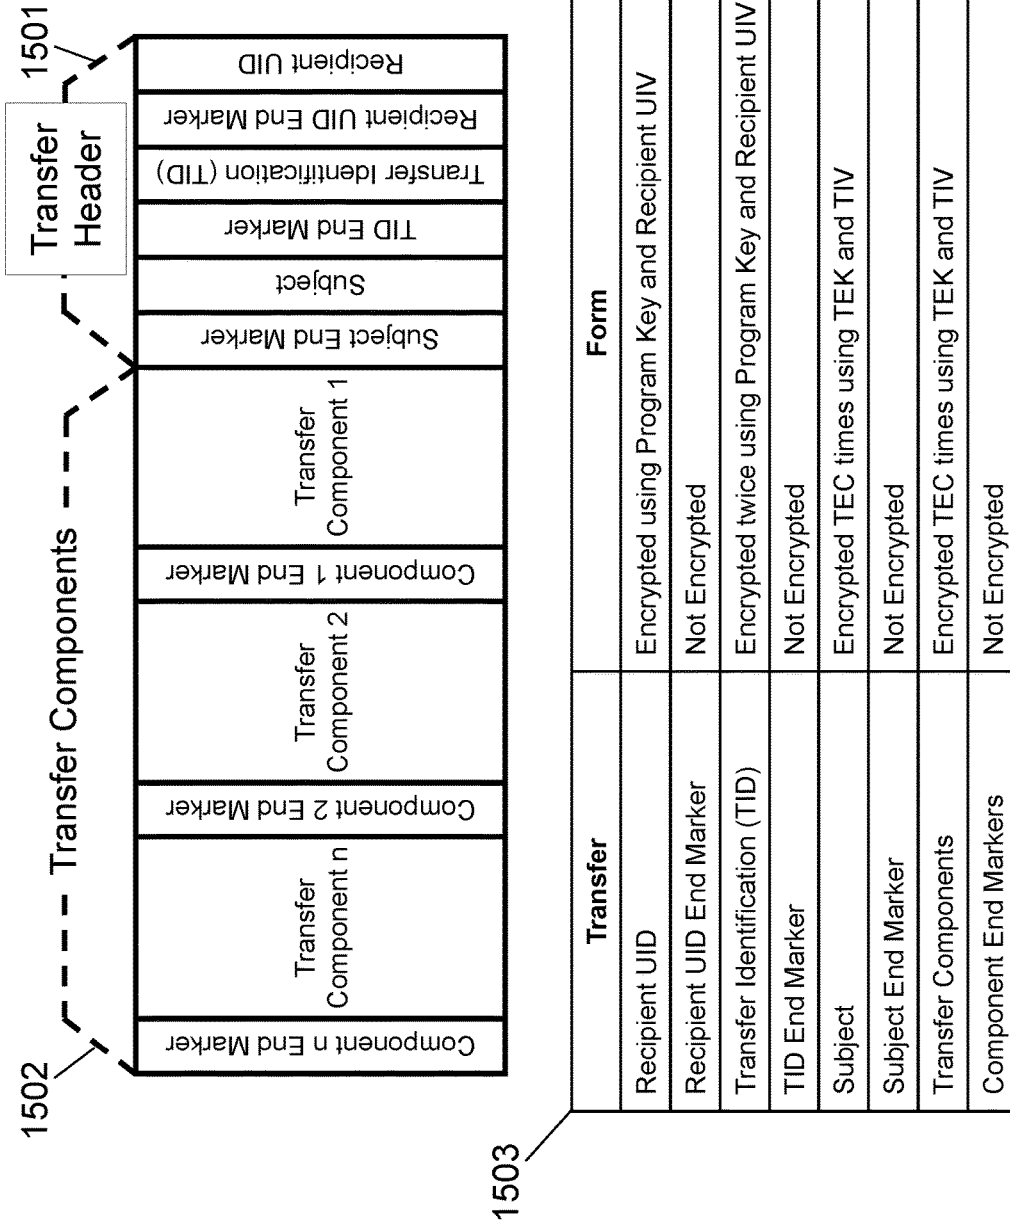 1501
Transfer
Header
Recipient UID
Recipient UID End Marker
Transfer Identification (TID)
TID End Marker
Subject
Subject End Marker
1502
Transfer Components
Transfer
Component 1
Component 1 End Marker
Transfer
Component 2
Component 2 End Marker
Transfer
Component n
Component n End Marker
1503
Transfer Form
Recipient UID Encrypted using Program Key and Recipient UIV
Recipient UID End Marker Not Encrypted
Transfer Identification (TID) Encrypted twice using Program Key and Recipient UIV
TID End Marker Not Encrypted
Subject Encrypted TEC times using TEK and TIV
Subject End Marker Not Encrypted
Transfer Components Encrypted TEC times using TEK and TIV
Component End Markers Not Encrypted